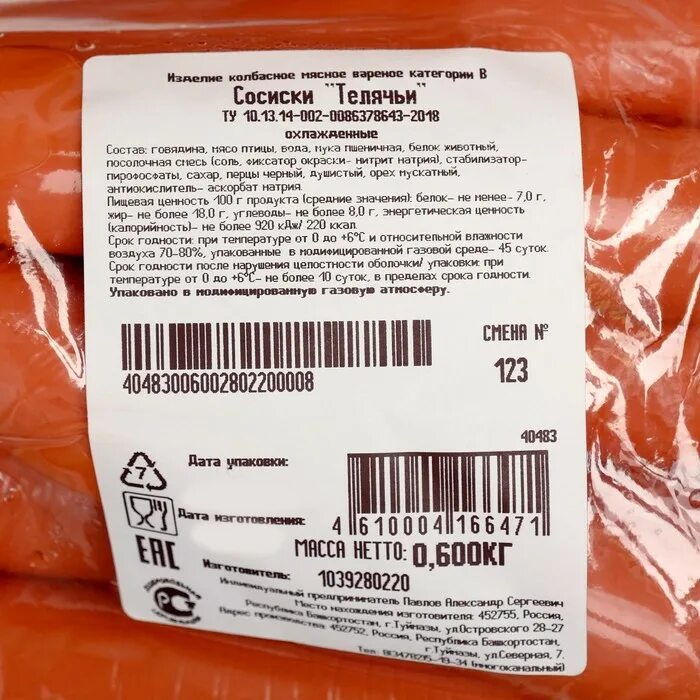 Изделие колбасное мясное вареное категории В
Сосиски "Телячьи"
ТУ 10.13.14-002-0086378643-2018
охлажденные
Состав: говядина, мясо птицы, вода, мука пшеничная, белок животный,
посолочная смесь (соль, фиксатор окраски- нитрит натрия), стабилизатор-
пирофосфаты, сахар, перцы черный, душистый, орех мускатный,
антиокислитель- аскорбат натрия.
Пищевая ценность 100 г продукта (средние значения): белок- не менее- 7,0 г,
жир- не более 18,0 г, углеводы- не более 8,0 г, энергетическая ценность
(калорийность)- не более 920 кДж/ 220 ккал.
Срок годности: при температуре от 0 до +6°С и относительной влажности
воздуха 70-80%, упакованные в модифицированной газовой среде- 45 суток.
Срок годности после нарушения целостности оболочки/ упаковки: при
температуре от 0 до +6°С- не более 10 суток, в пределах срока годности.
Упаковано в модифицированную газовую атмосферу.
СМЕНА №
123
40483006002802200008
40483
7
Дата упаковки:
Дата изготовления:
4 610004 166471
МАССА НЕТТО: 0,600КГ
ЕАС
Изготовитель: 1039280220
Индивидуальный предприниматель Павлов Александр Сергеевич
Место нахождения изготовителя: 452755, Россия,
Республика Башкортостан, г.Туймазы, ул.Островского 28-27
Адрес производства: 452752, Россия, Республика Башкортостан,
г.Туймазы, ул.Северная, 7.
Тел.: (многоканальный)